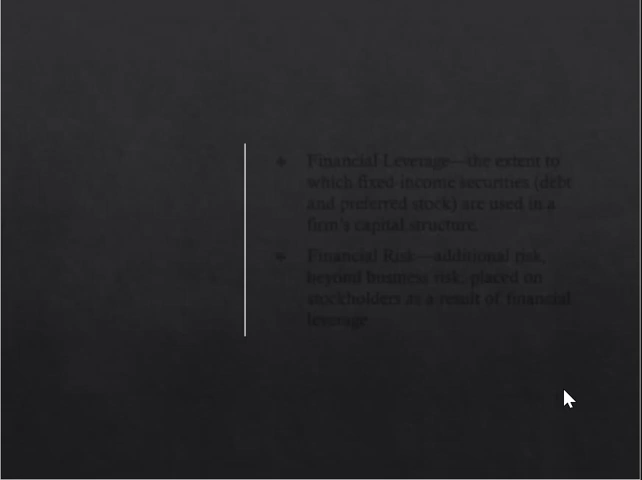 Financial Leverage—the extent to
which fixed-income securities (debt
and preferred stock) are used in a
firm's capital structure.
Financial Risk—additional risk,
beyond business risk, placed on
stockholders as a result of financial
leverage